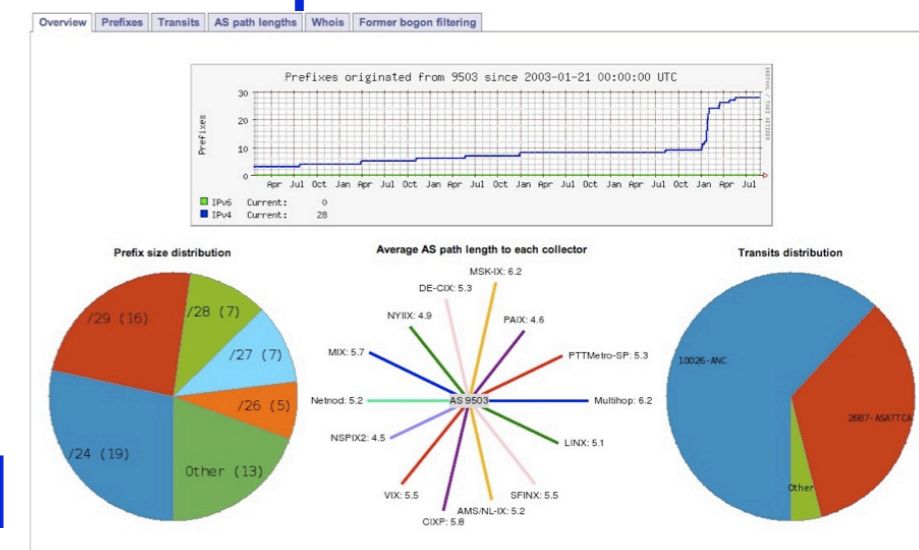 Overview Prefixes Transits AS path lengths Whois Former bogon filtering
Prefixes originated from 9503 since 2003-01-21 00:00:00 UTC
Prefixes
30
20
10
0
Apr Jul Oct Jan Apr Jul Oct Jan Apr Jul Oct Jan Apr Jul Oct Jan Apr Jul Oct Jan Apr Jul
IPv6 Current: 0
IPv4 Current: 28
Prefix size distribution
/29 (16)
/28 (7)
/27 (7)
/26 (5)
/24 (19)
Other (13)
Average AS path length to each collector
MSK-IX: 6.2
DE-CIX: 5.3
NYIIX: 4.9
PAIX: 4.6
MIX: 5.7
PTTMetro-SP: 5.3
Netnod: 5.2
AS 9503
Multihop: 6.2
NSPIX2: 4.5
LINX: 5.1
VIX: 5.5
SFINX: 5.5
AMS/NL-IX: 5.2
CIXP: 5.8
Transits distribution
10026-ANC
2687-ASATTCA
Other